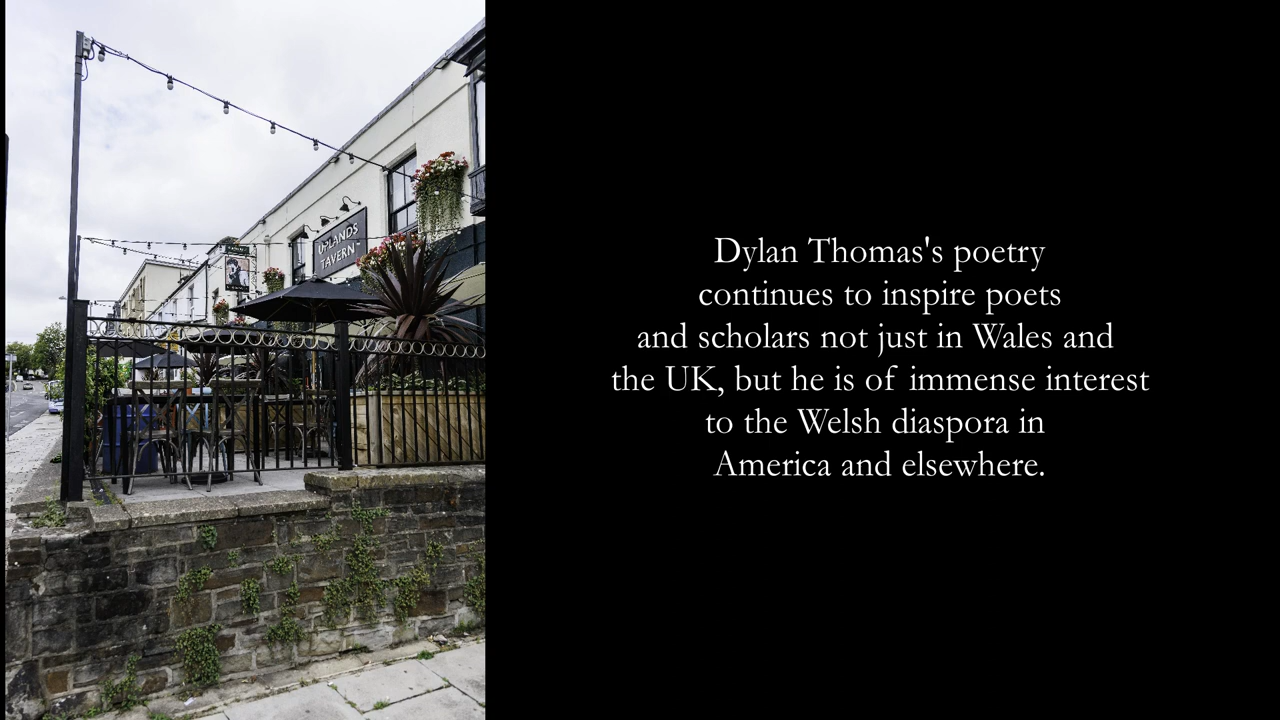 UPLANDS
TAVERN
Dylan Thomas's poetry
continues to inspire poets
and scholars not just in Wales and
the UK, but he is of immense interest
to the Welsh diaspora in
America and elsewhere.